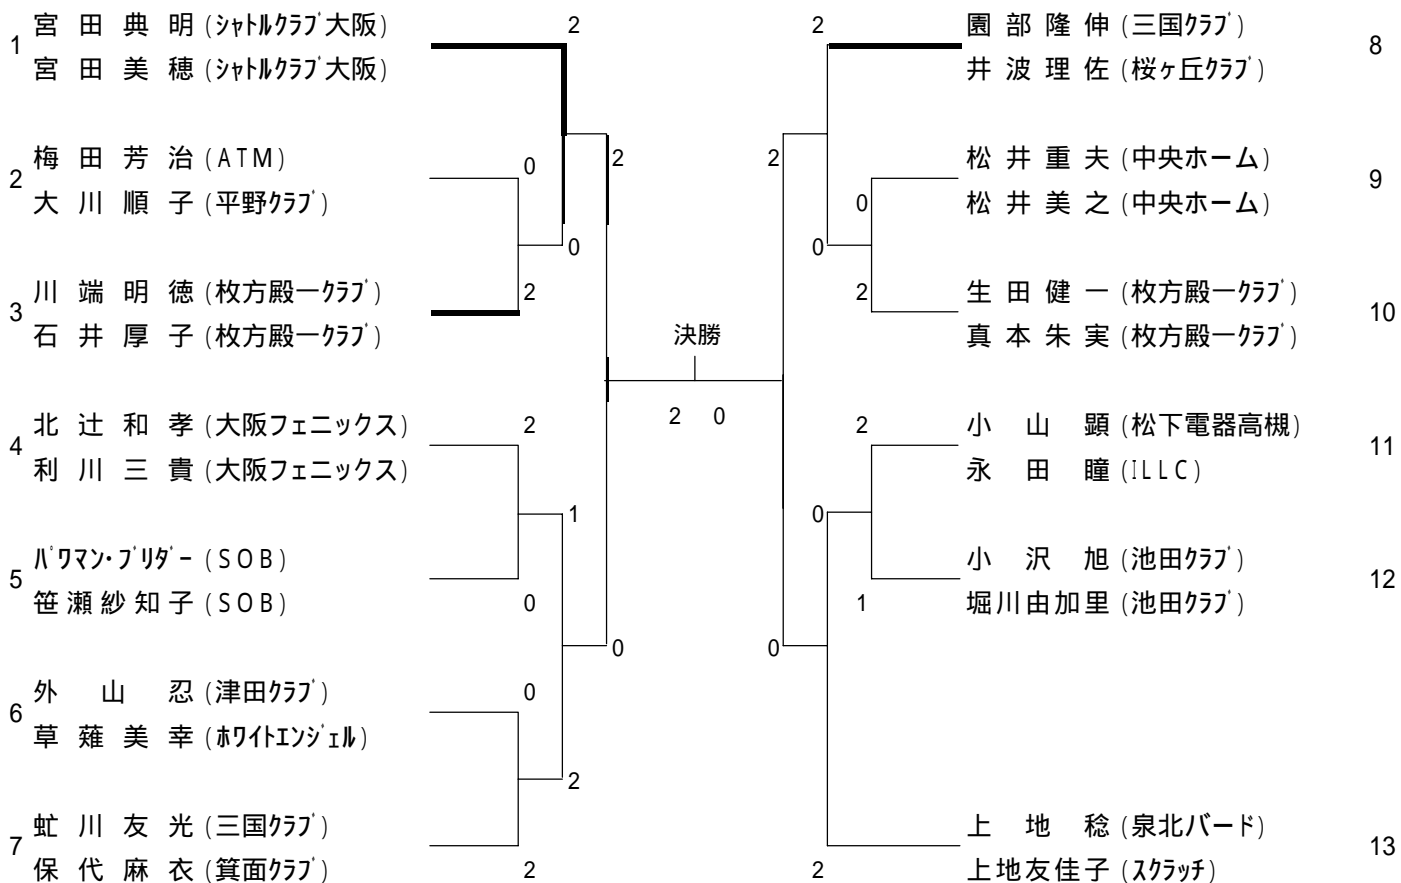 1 宮田典明(シャトルクラブ大阪) 2
宮田美穂(シャトルクラブ大阪)
2
梅田芳治(ATM) 0
2
大川順子(平野クラブ)
0
3 川端明徳(枚方殿一クラブ) 2
石井厚子(枚方殿一クラブ)
4 北辻和孝(大阪フェニックス) 2
利川三貴(大阪フェニックス)
1
5 パワマン・ブリダー(SOB)
笹瀬紗知子(SOB) 0
0
6 外山忍(津田クラブ) 0
草薙美幸(ホワイトエンジェル)
2
7 虻川友光(三国クラブ)
保代麻衣(箕面クラブ) 2
決勝
2 0
2 園部隆伸(三国クラブ) 8
井波理佐(桜ヶ丘クラブ)
2
松井重夫(中央ホーム) 9
0 松井美之(中央ホーム)
0
2 生田健一(枚方殿一クラブ) 10
真本朱実(枚方殿一クラブ)
2 小山顕(松下電器高槻) 11
永田瞳(ILLC)
0
小沢旭(池田クラブ) 12
1 堀川由加里(池田クラブ)
0
上地稔(泉北バード) 13
2 上地友佳子(スクラッチ)